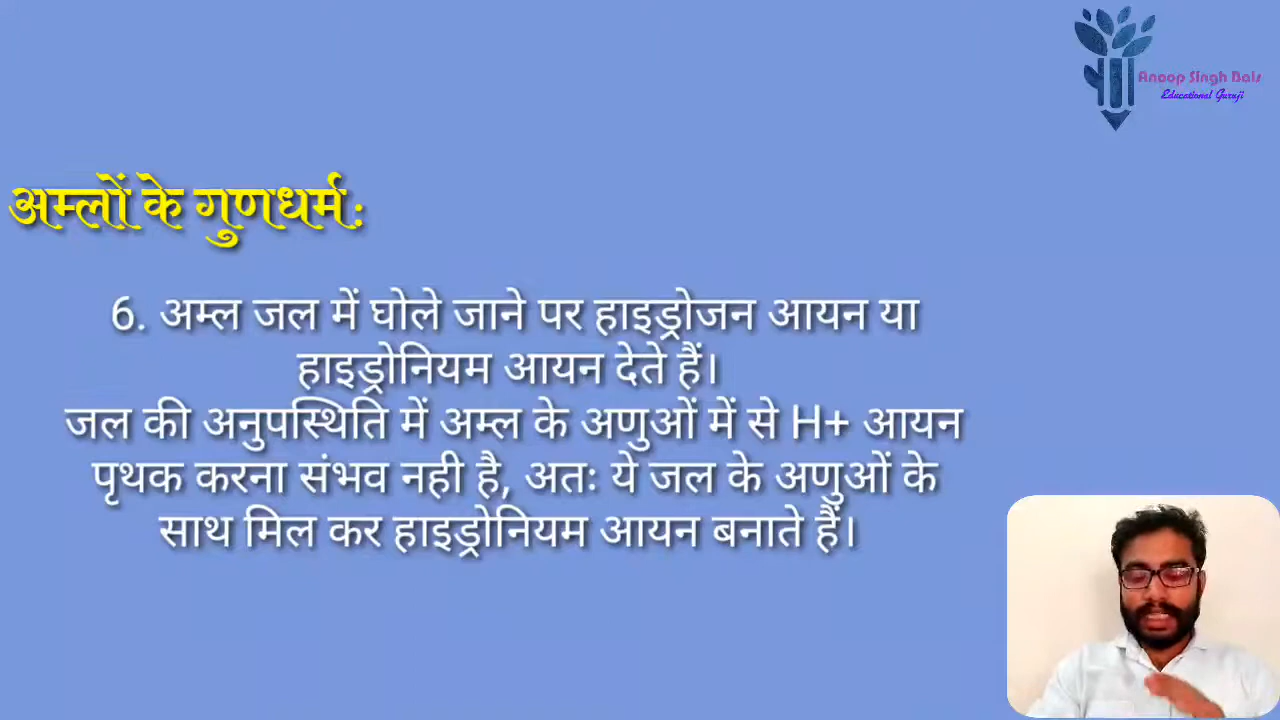 Anoop Singh Bais
Educational Guruji
अम्लों के गुणधर्म:
6. अम्ल जल में घोले जाने पर हाइड्रोजन आयन या
हाइड्रोनियम आयन देते हैं।
जल की अनुपस्थिति में अम्ल के अणुओं में से H+ आयन
पृथक करना संभव नही है, अतः ये जल के अणुओं के
साथ मिल कर हाइड्रोनियम आयन बनाते हैं।